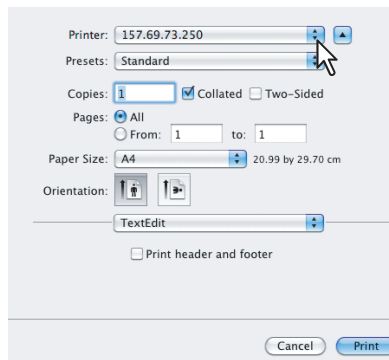 Printer: 157.69.73.250
Presets: Standard
Copies: 1 Collated Two-Sided
Pages: All
From: 1 to: 1
Paper Size: A4 20.99 by 29.70 cm
Orientation:
TextEdit
Print header and footer
Cancel Print